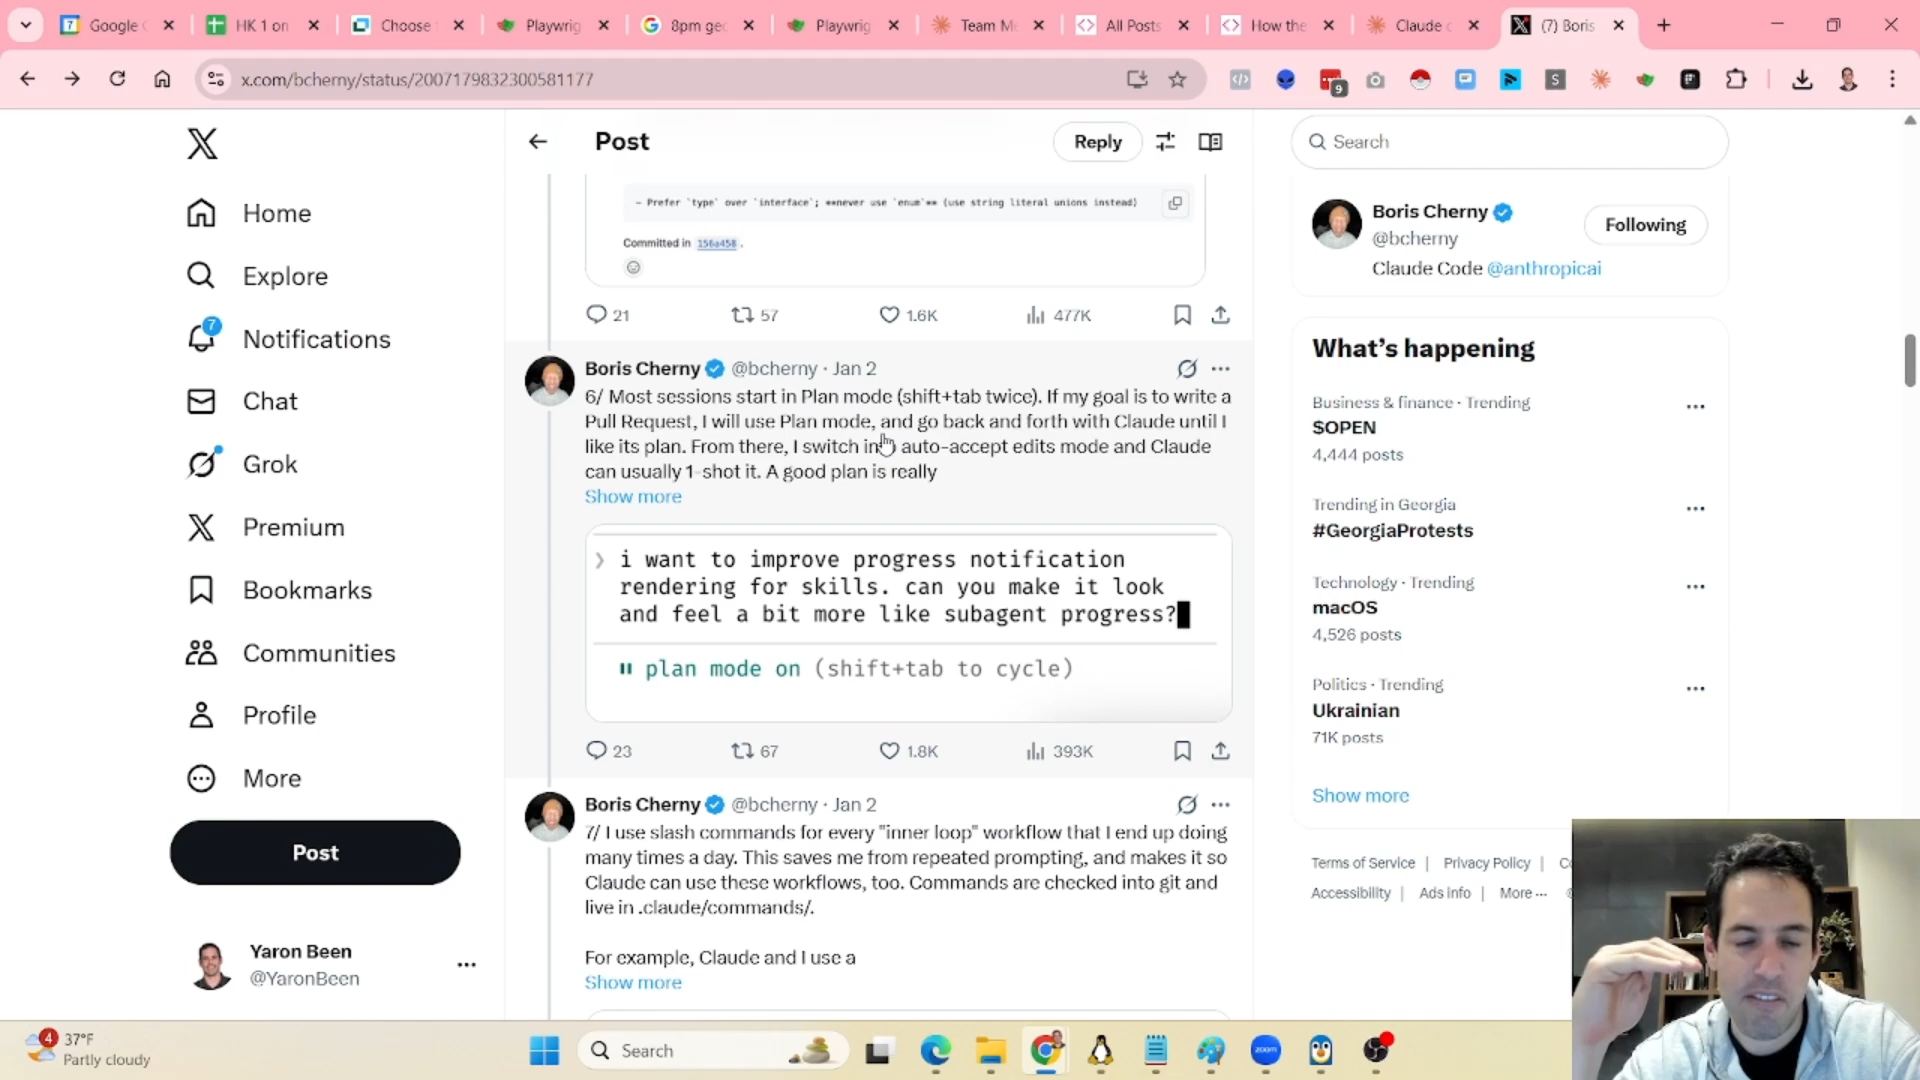 Google
HK 1 on
Choose
Playwrig
8pm geo
Playwrig
Team Me
All Posts
How the
Claude c
(7) Boris
x.com/bcherny/status/2007179832300581177
9
Post
Reply
Search
Home
Explore
7
Notifications
Chat
Grok
Premium
Bookmarks
Communities
Profile
More
Post
Yaron Been
@YaronBeen
- Prefer `type` over `interface`; **never use `enum`** (use string literal unions instead)
Committed in 156a458.
21
57
1.6K
477K
Boris Cherny @bcherny · Jan 2
6/ Most sessions start in Plan mode (shift+tab twice). If my goal is to write a
Pull Request, I will use Plan mode, and go back and forth with Claude until I
like its plan. From there, I switch in auto-accept edits mode and Claude
can usually 1-shot it. A good plan is really
Show more
› i want to improve progress notification
rendering for skills. can you make it look
and feel a bit more like subagent progress?
plan mode on (shift+tab to cycle)
23
67
1.8K
393K
Boris Cherny @bcherny · Jan 2
7/ I use slash commands for every "inner loop" workflow that I end up doing
many times a day. This saves me from repeated prompting, and makes it so
Claude can use these workflows, too. Commands are checked into git and
live in .claude/commands/.
For example, Claude and I use a
Show more
Boris Cherny
@bcherny
Following
Claude Code @anthropicai
What's happening
Business & finance · Trending
$OPEN
4,444 posts
Trending in Georgia
#GeorgiaProtests
Technology · Trending
macOS
4,526 posts
Politics · Trending
Ukrainian
71K posts
Show more
Terms of Service | Privacy Policy |
Accessibility | Ads info | More ···
4
37°F
Partly cloudy
Search
zoom